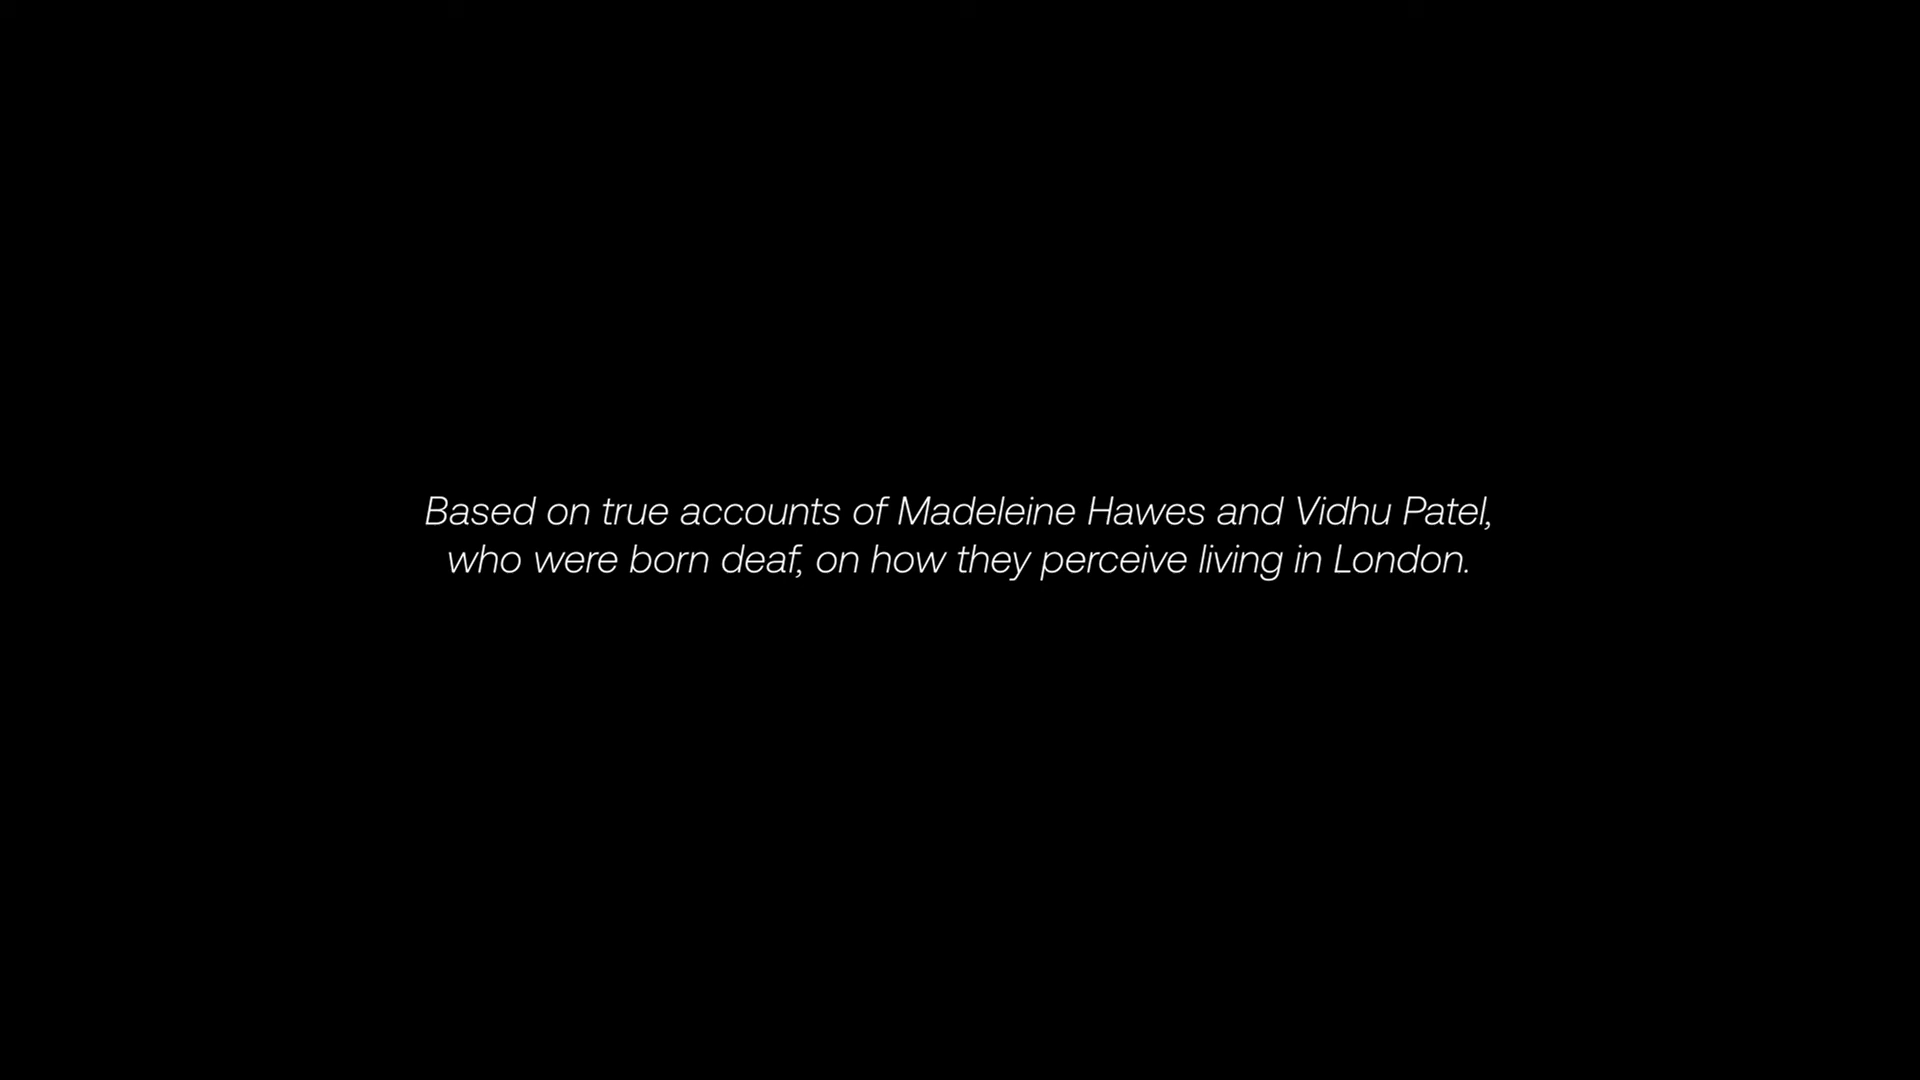 Based on true accounts of Madeleine Hawes and Vidhu Patel,
who were born deaf, on how they perceive living in London.